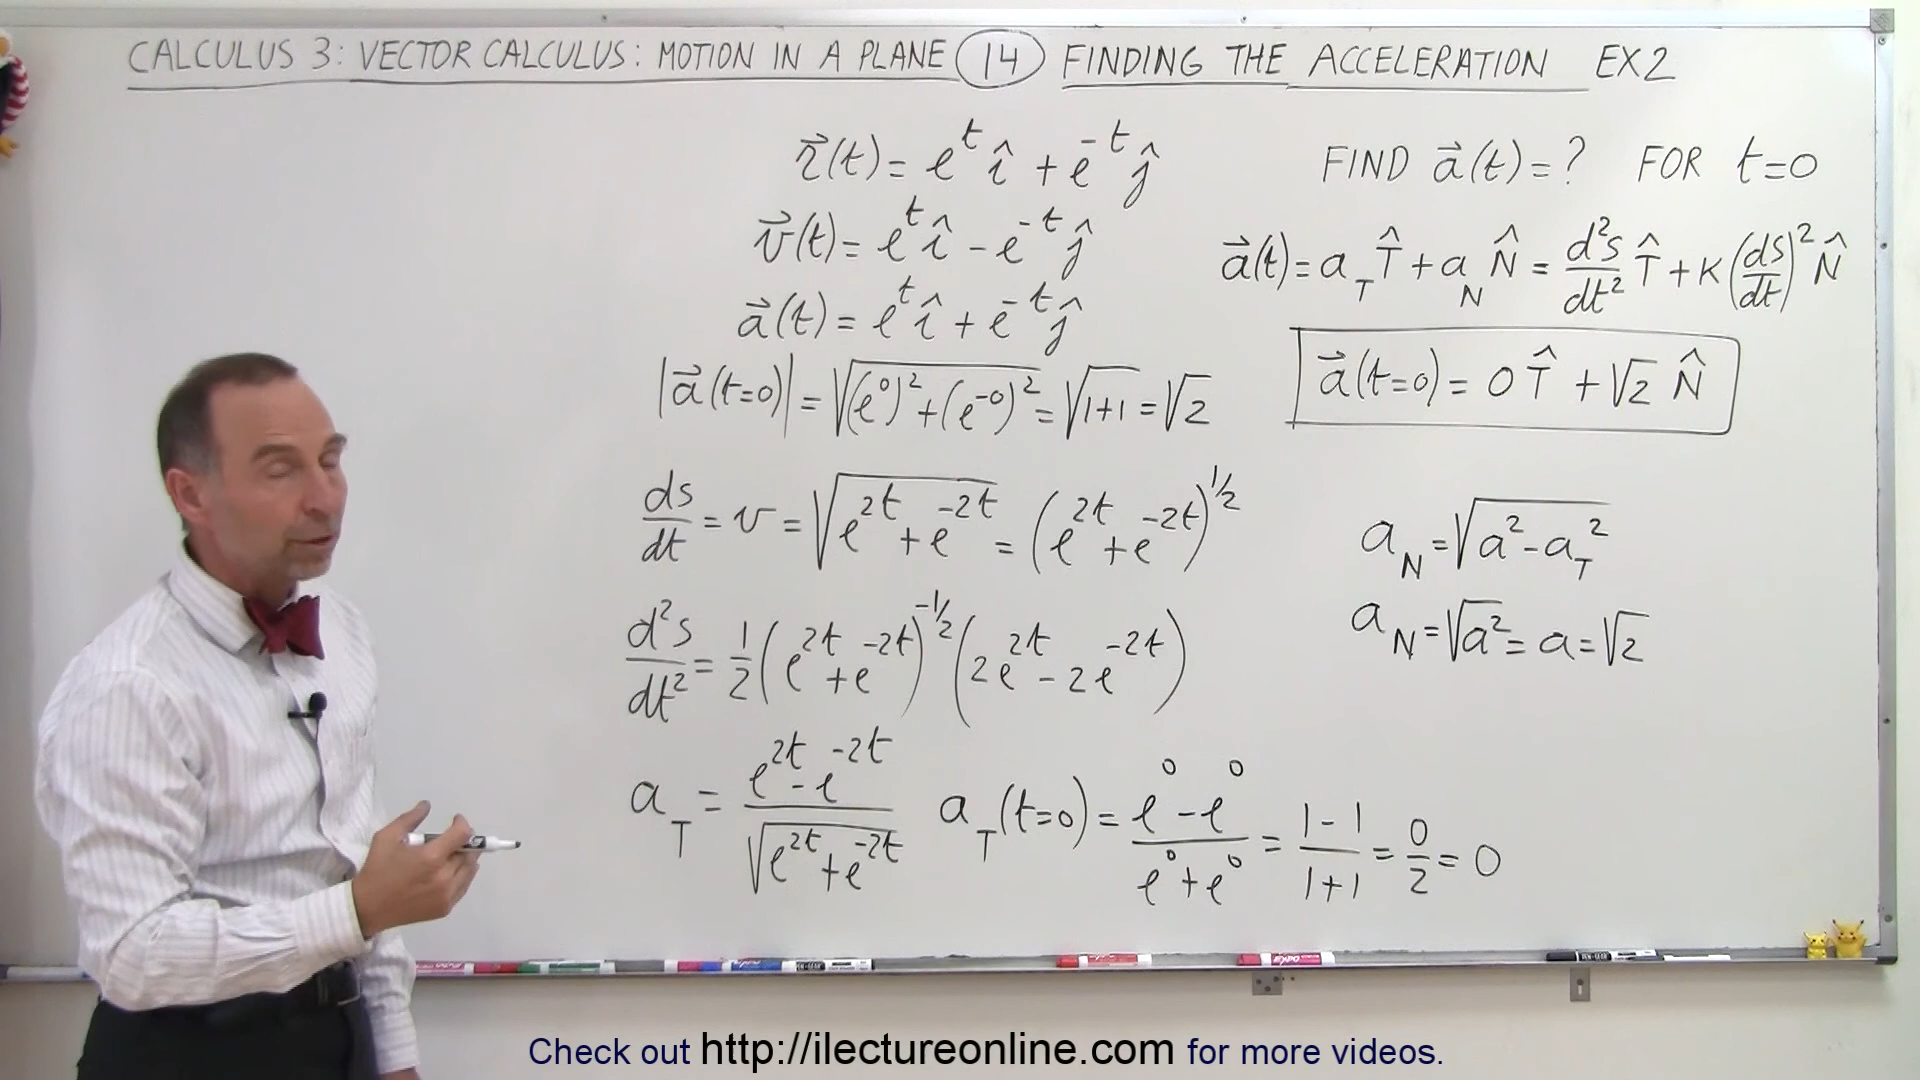 CALCULUS 3: VECTOR CALCULUS: MOTION IN A PLANE (14) FINDING THE ACCELERATION EX 2
r⃗(t) = e^t î + e^-t ĵ
FIND a⃗(t) = ? FOR t=0
v⃗(t) = e^t î - e^-t ĵ
a⃗(t) = a_T T̂ + a_N N̂ = d²s/dt² T̂ + K(ds/dt)² N̂
a⃗(t) = e^t î + e^-t ĵ
|a⃗(t=0)| = √((e^0)² + (e^-0)²) = √(1+1) = √2
a⃗(t=0) = 0 T̂ + √2 N̂
ds/dt = v = √(e^2t + e^-2t) = (e^2t + e^-2t)^1/2
a_N = √(a² - a_T²)
d²s/dt² = 1/2 (e^2t + e^-2t)^-1/2 (2e^2t - 2e^-2t)
a_N = √a² = a = √2
a_T = (e^2t - e^-2t)/√(e^2t + e^-2t)
a_T(t=0) = (e^0 - e^0)/(e^0 + e^0) = (1-1)/(1+1) = 0/2 = 0
Check out http://ilectureonline.com for more videos.